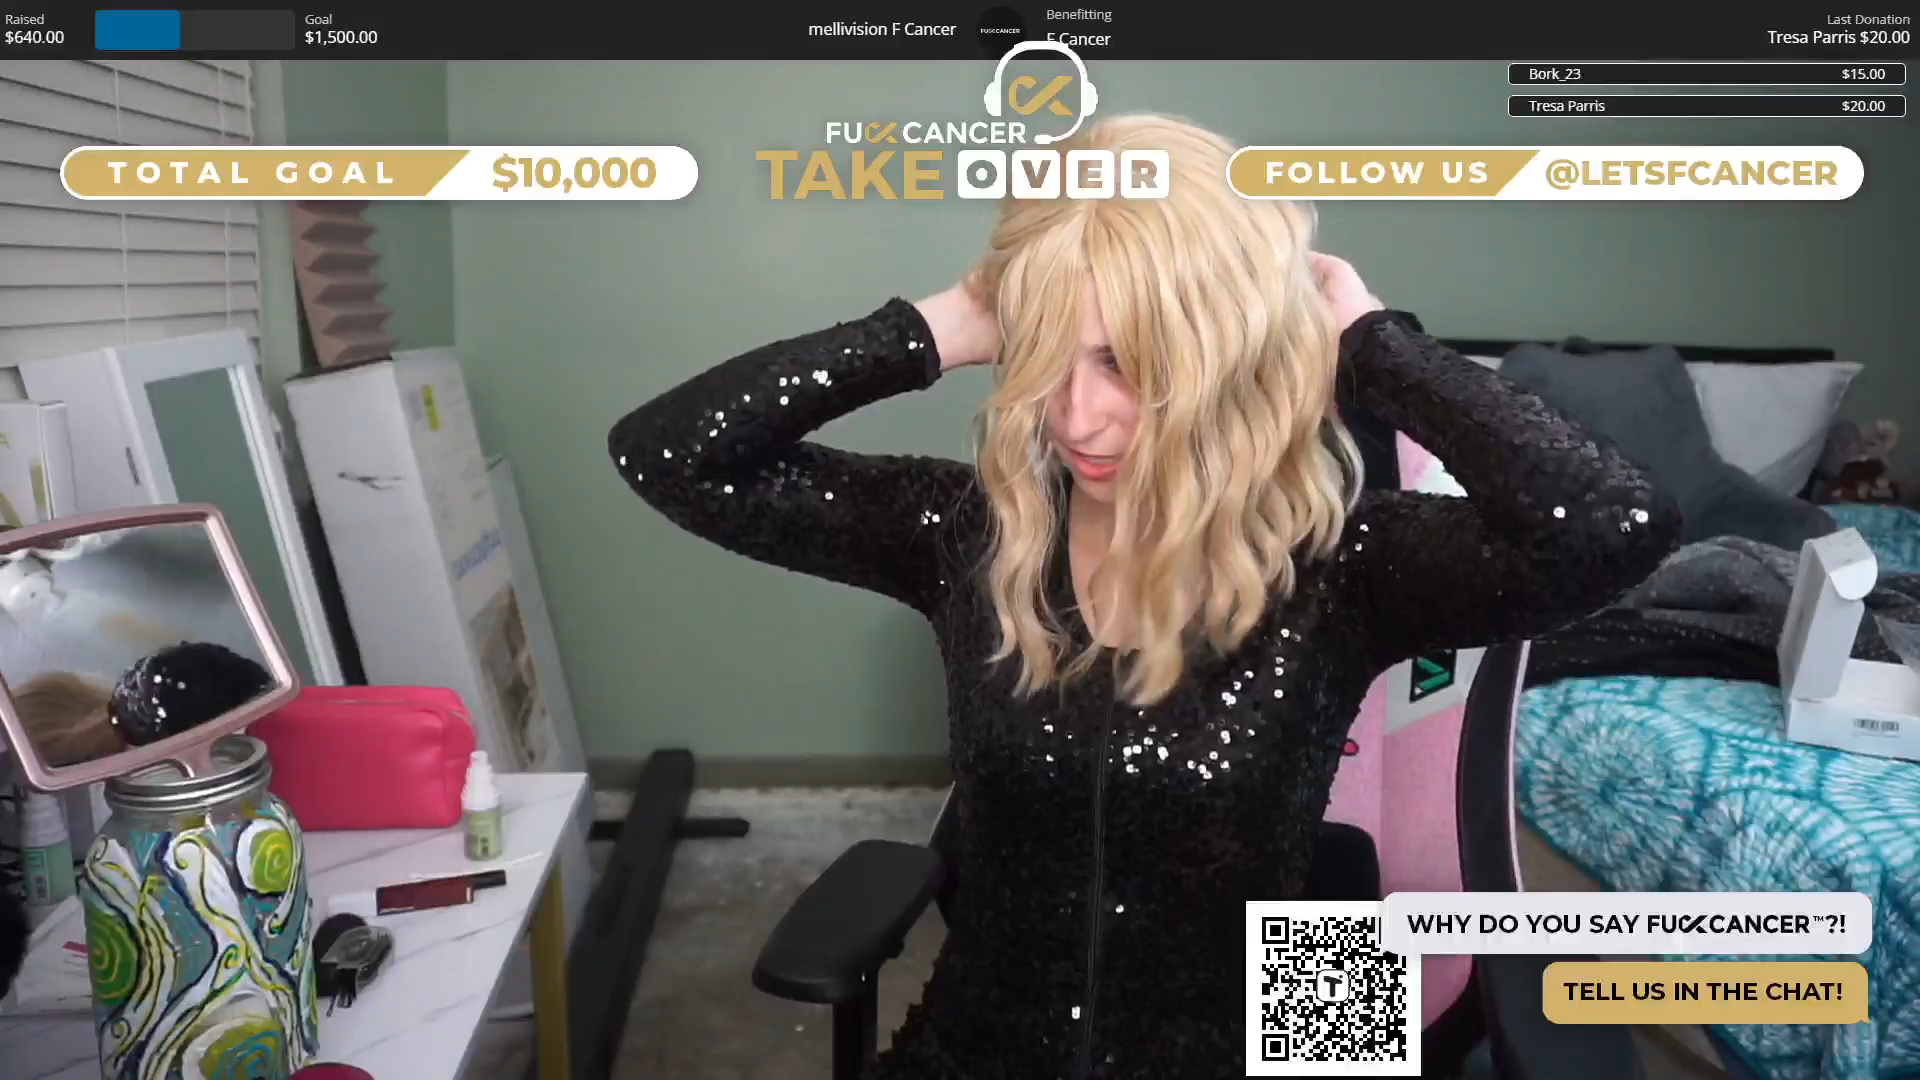 Raised
$640.00
Goal
$1,500.00
mellivision F Cancer
FUCKCANCER
Benefitting
F Cancer
Last Donation
Tresa Parris $20.00
Bork_23 $15.00
Tresa Parris $20.00
FUCKCANCER
TAKEOVER
TOTAL GOAL $10,000
FOLLOW US @LETSFCANCER
WHY DO YOU SAY FUCKCANCER™?!
TELL US IN THE CHAT!